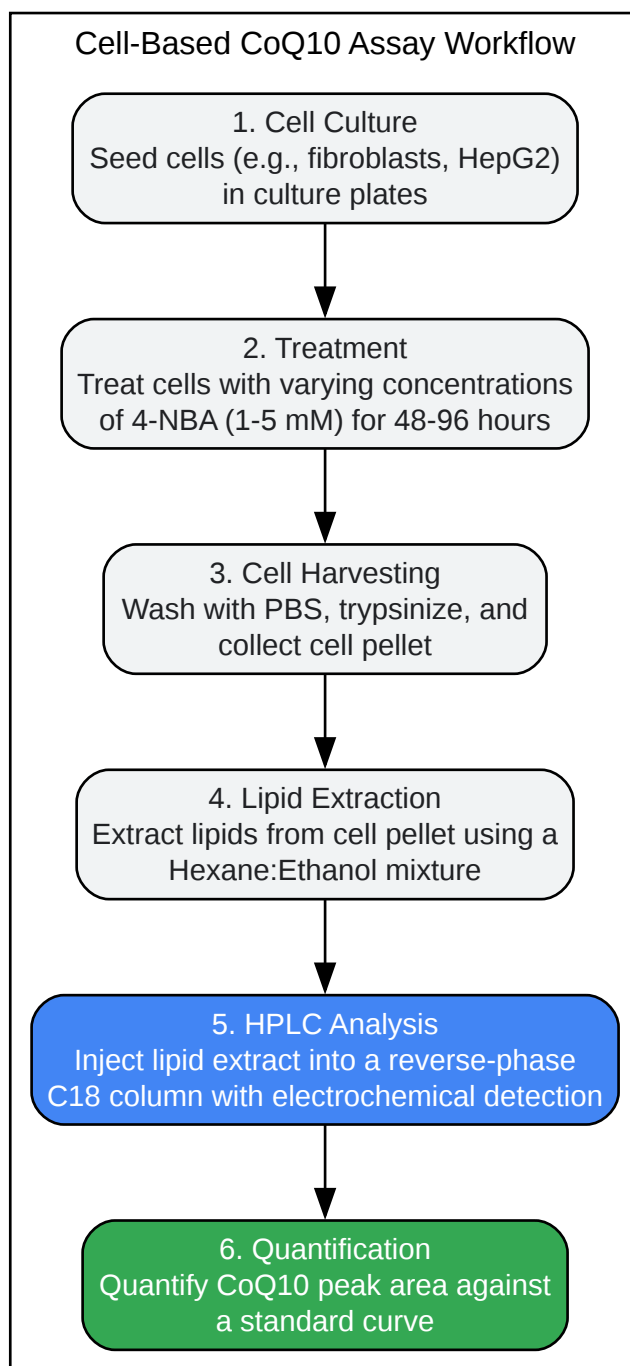 Cell-Based CoQ10 Assay Workflow
1. Cell Culture
Seed cells (e.g., fibroblasts, HepG2)
in culture plates
2. Treatment
Treat cells with varying concentrations
of 4-NBA (1-5 mM) for 48-96 hours
3. Cell Harvesting
Wash with PBS, trypsinize, and
collect cell pellet
4. Lipid Extraction
Extract lipids from cell pellet using a
Hexane:Ethanol mixture
5. HPLC Analysis
Inject lipid extract into a reverse-phase
C18 column with electrochemical detection
6. Quantification
Quantify CoQ10 peak area against
a standard curve